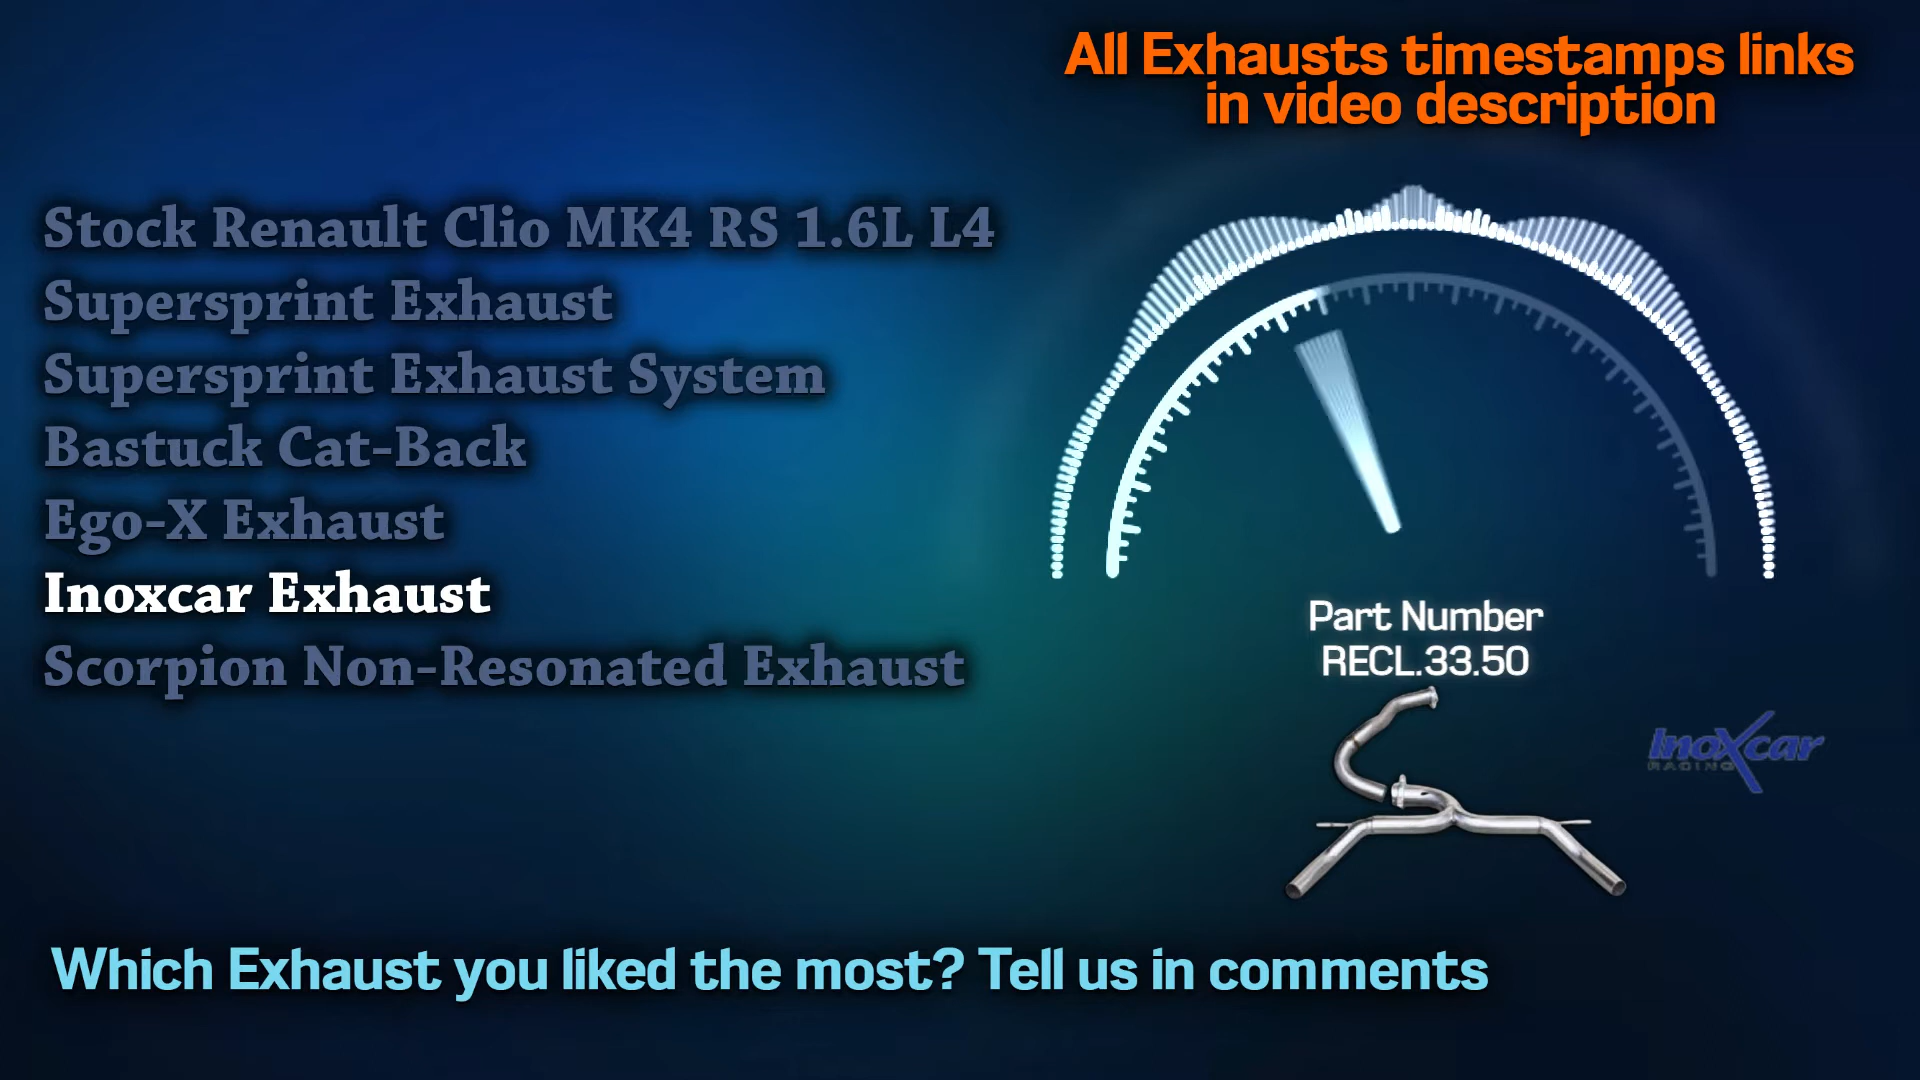 All Exhausts timestamps links
in video description
Stock Renault Clio MK4 RS 1.6L L4
Supersprint Exhaust
Supersprint Exhaust System
Bastuck Cat-Back
Ego-X Exhaust
Inoxcar Exhaust
Scorpion Non-Resonated Exhaust
Part Number
RECL.33.50
InoXcar
RACING
Which Exhaust you liked the most? Tell us in comments